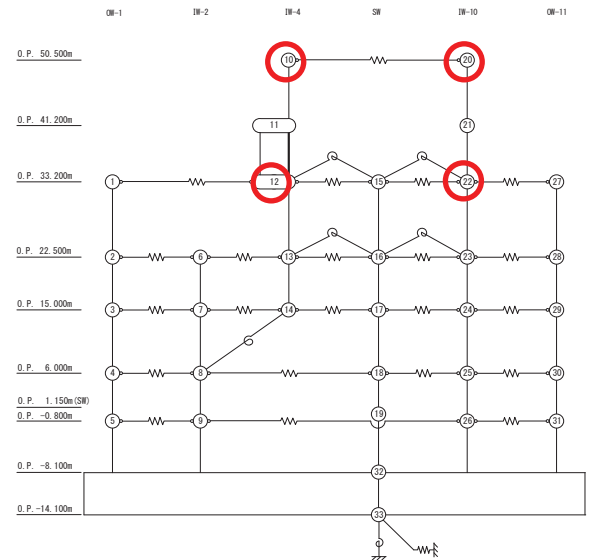 OW-1 IW-2 IW-4 SW IW-10 OW-11
O.P. 50.500m 10 20
O.P. 41.200m 11 21
O.P. 33.200m 1 12 15 22 27
O.P. 22.500m 2 6 13 16 23 28
O.P. 15.000m 3 7 14 17 24 29
O.P. 6.000m 4 8 18 25 30
O.P. 1.150m(SW) 19
O.P. -0.800m 5 9 26 31
O.P. -8.100m 32
O.P.-14.100m 33